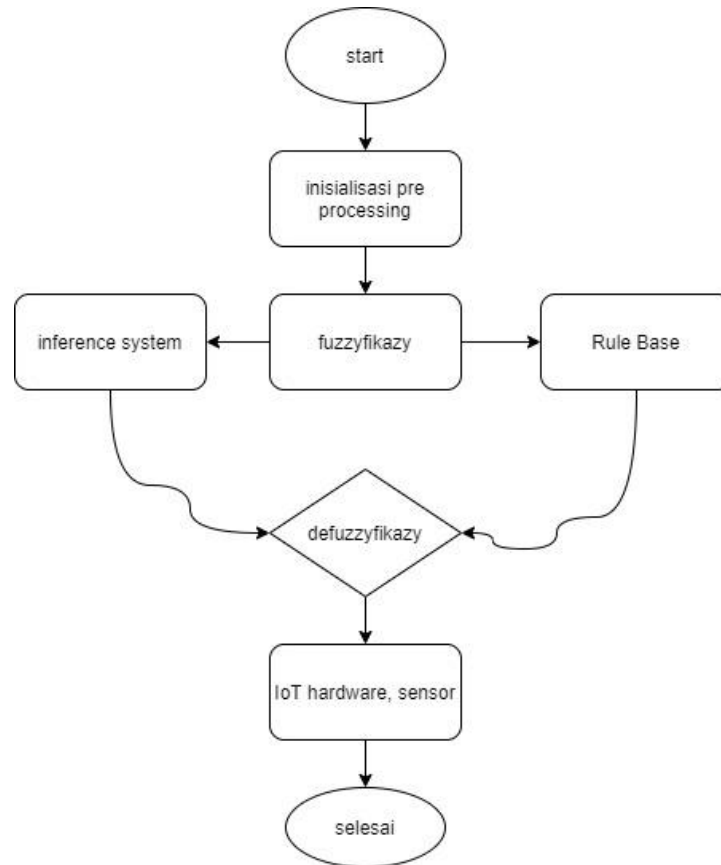 start
inisialisasi pre
processing
inference system
fuzzyfikazy
Rule Base
defuzzyfikazy
IoT hardware, sensor
selesai